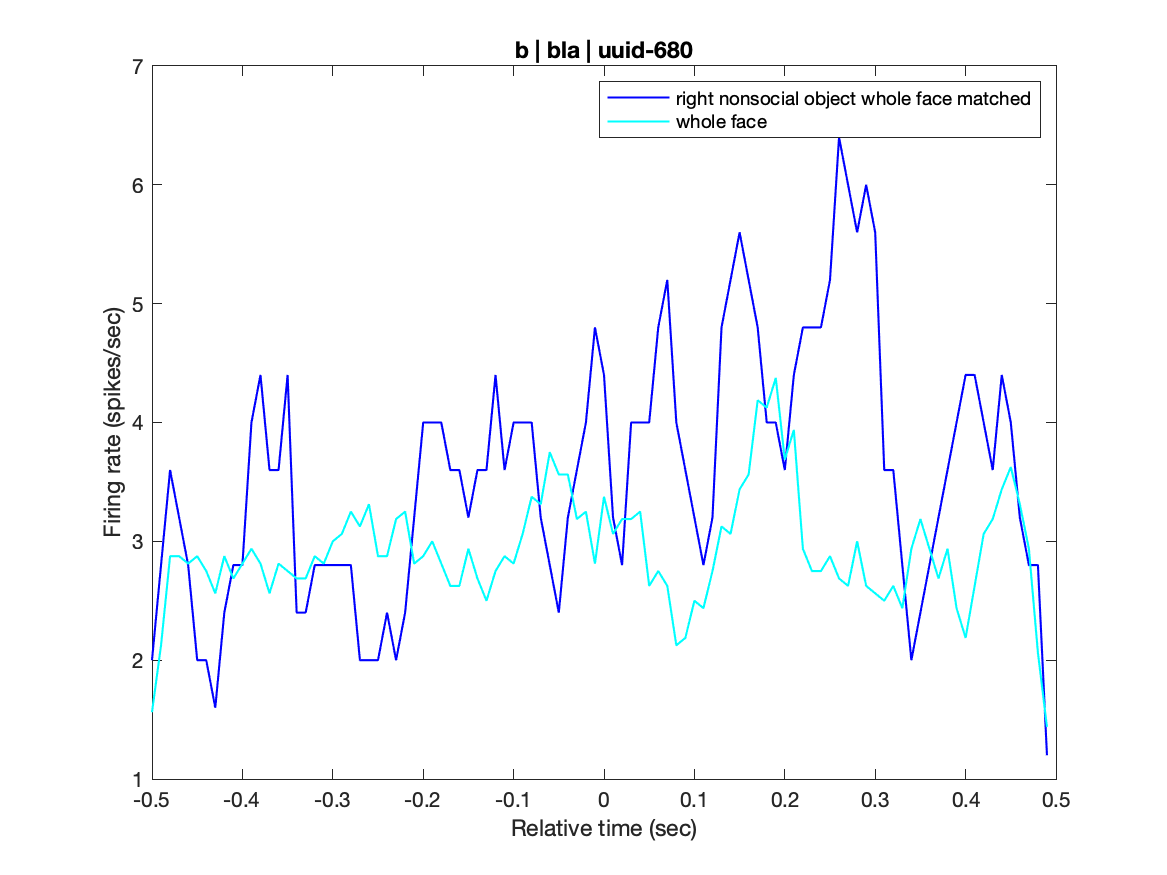 b | bla | uuid-680
right nonsocial object whole face matched
whole face
Firing rate (spikes/sec)
7
6
5
4
3
2
1
-0.5 -0.4 -0.3 -0.2 -0.1 0 0.1 0.2 0.3 0.4 0.5
Relative time (sec)